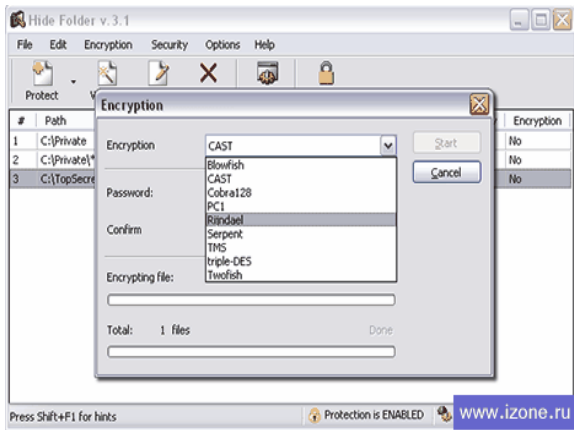 Hide Folder v.3.1
File Edit Encryption Security Options Help
Protect
Encryption
# Path Encryption
1 C:\Private No
2 C:\Private\* No
3 C:\TopSecre No
Encryption CAST Start
Blowfish
Cancel
CAST
Cobra128
Password:
PC1
Rijndael
Confirm
Serpent
TMS
triple-DES
Encrypting file:
Twofish
Total: 1 files Done
Press Shift+F1 for hints Protection is ENABLED
www.izone.ru